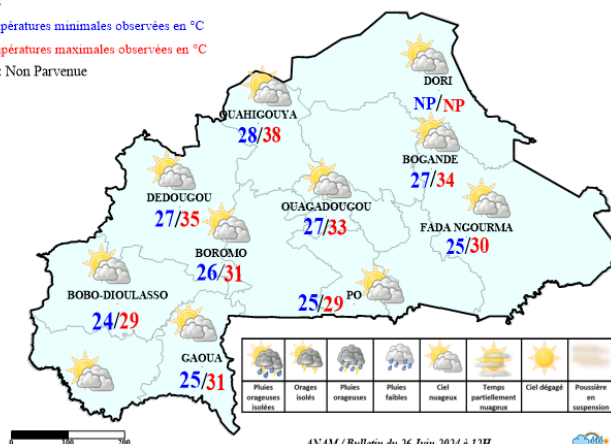 pératures minimales observées en °C
pératures maximales observées en °C
: Non Parvenue
DORI
NP/NP
OUAHIGOUYA
28/38
BOGANDE
27/34
DEDOUGOU
27/35
OUAGADOUGOU
27/33
FADA NGOURMA
25/30
BOROMO
26/31
BOBO-DIOULASSO
24/29
PO
25/29
GAOUA
25/31
Pluies orageuses isolées
Orages isolés
Pluies orageuses
Pluies faibles
Ciel nuageux
Temps partiellement nuageux
Ciel dégagé
Poussière en suspension
100
200
ANAM / Bulletin du 26 Juin 2024 à 12H